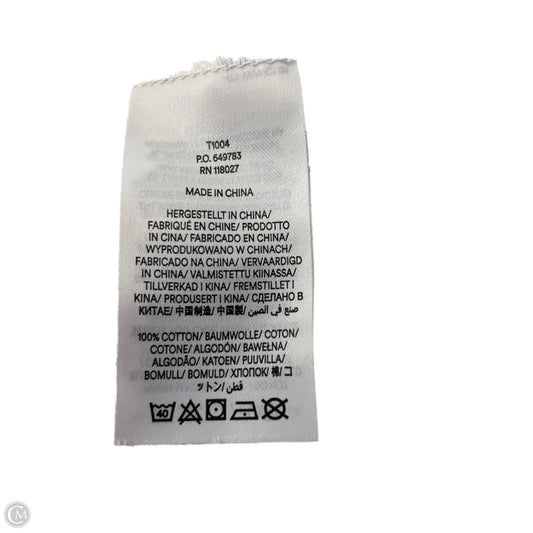 T1004
P.O. 649783
RN 118027
MADE IN CHINA
HERGESTELLT IN CHINA/
FABRIQUÉ EN CHINE/ PRODOTTO
IN CINA/ FABRICADO EN CHINA/
WYPRODUKOWANO W CHINACH/
FABRICADO NA CHINA/ VERVAARDIGD
IN CHINA/ VALMISTETTU KIINASSA/
TILLVERKAD I KINA/ FREMSTILLET I
KINA/ PRODUSERT I KINA/ СДЕЛАНО В
КИТАЕ/ 中国制造/ 中国製/ صنع في الصين
100% COTTON/ BAUMWOLLE/ COTON/
COTONE/ ALGODÓN/ BAWEŁNA/
ALGODÃO/ KATOEN/ PUUVILLA/
BOMULL/ BOMULD/ ХЛОПОК/ 棉/ コ
ットン/ قطن
40
CM